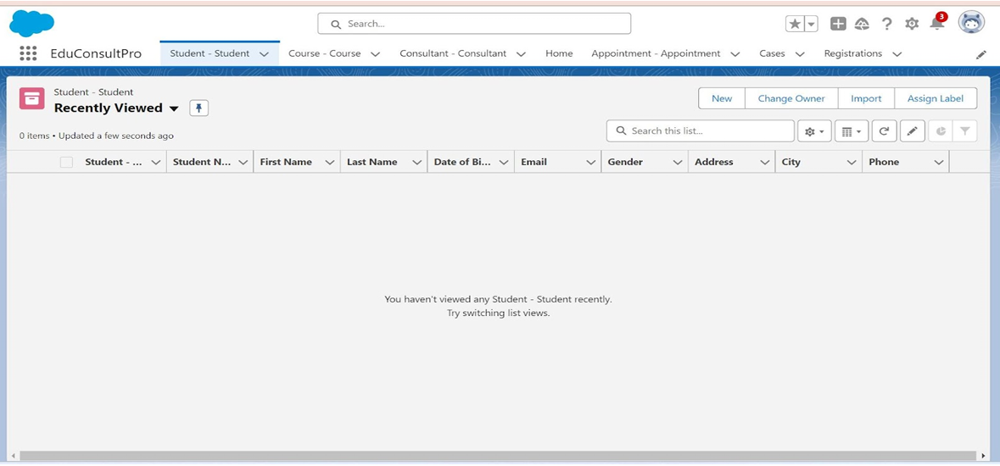 Search...
3
EduConsultPro Student - Student Course - Course Consultant - Consultant Home Appointment - Appointment Cases Registrations
Student - Student
Recently Viewed
New Change Owner Import Assign Label
0 items • Updated a few seconds ago
Search this list...
Student - ... Student N... First Name Last Name Date of Bi... Email Gender Address City Phone
You haven't viewed any Student - Student recently.
Try switching list views.